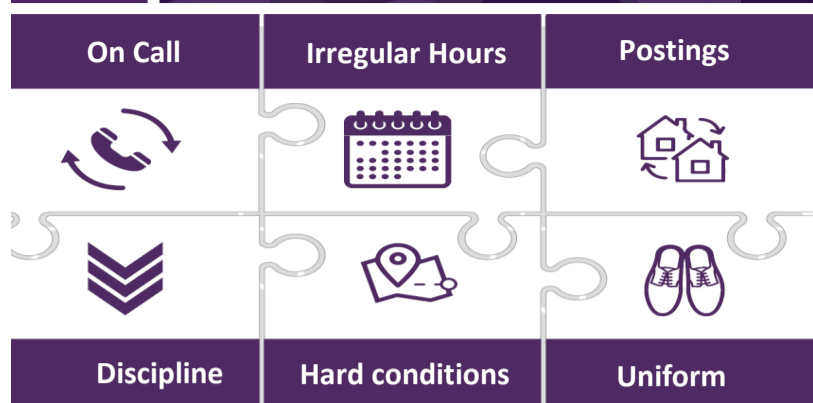 On Call
Irregular Hours
Postings
Discipline
Hard conditions
Uniform